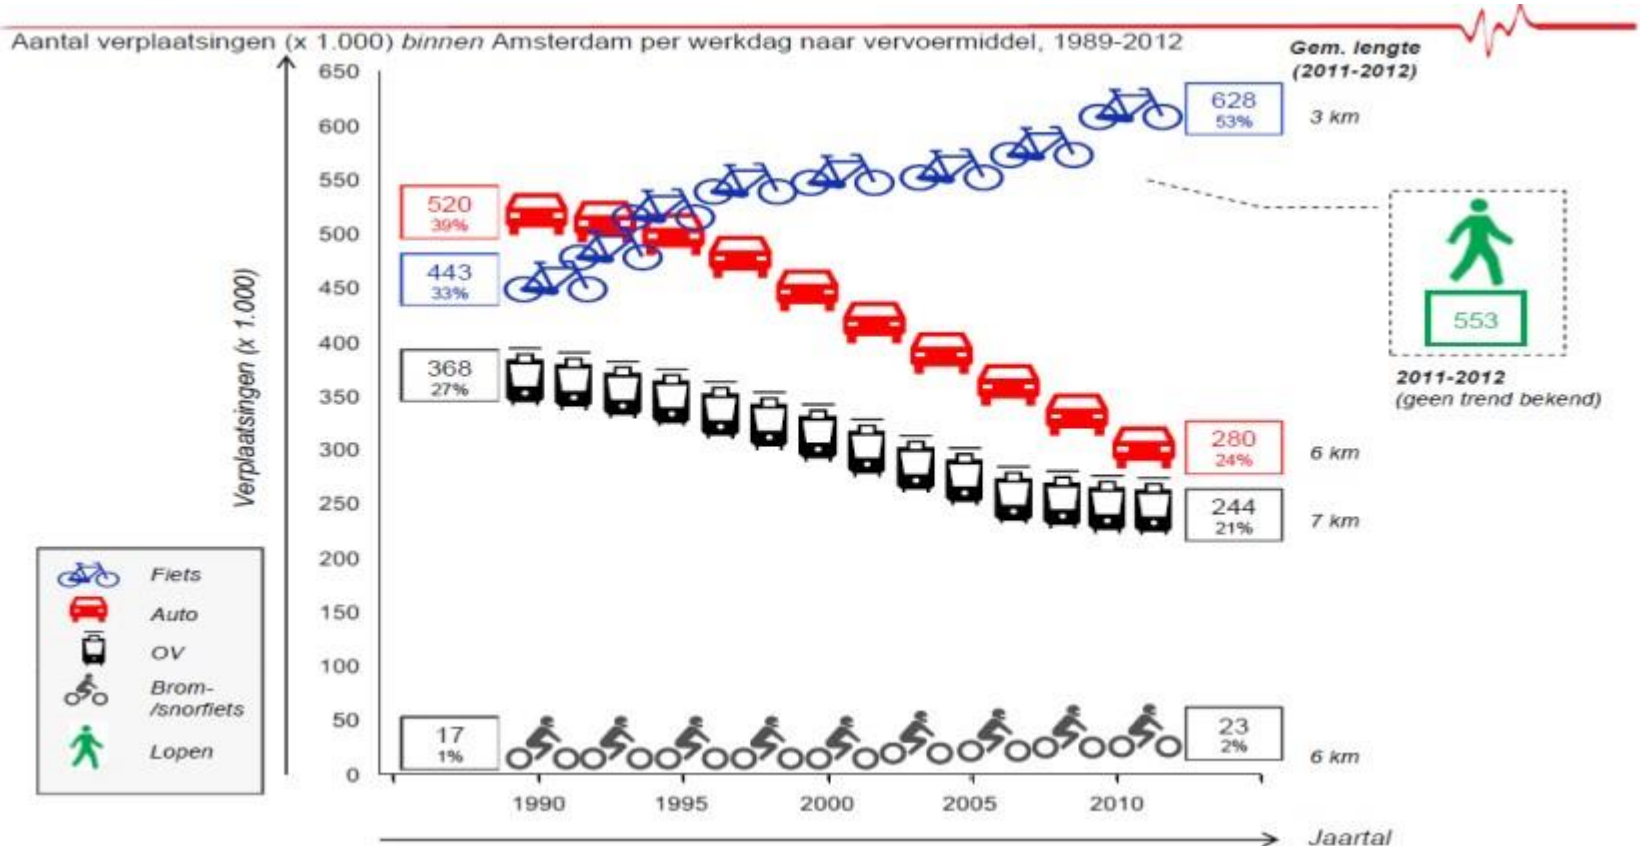 Aantal verplaatsingen (x 1.000) binnen Amsterdam per werkdag naar vervoermiddel, 1989-2012
Gem. lengte
(2011-2012)
Verplaatsingen (x 1.000)
650
600
550
500
450
400
350
300
250
200
150
100
50
0
520
39%
443
33%
368
27%
17
1%
628
53%
3 km
553
2011-2012
(geen trend bekend)
280
24%
6 km
244
21%
7 km
23
2%
6 km
Fiets
Auto
OV
Brom-
/snorfiets
Lopen
1990
1995
2000
2005
2010
Jaartal